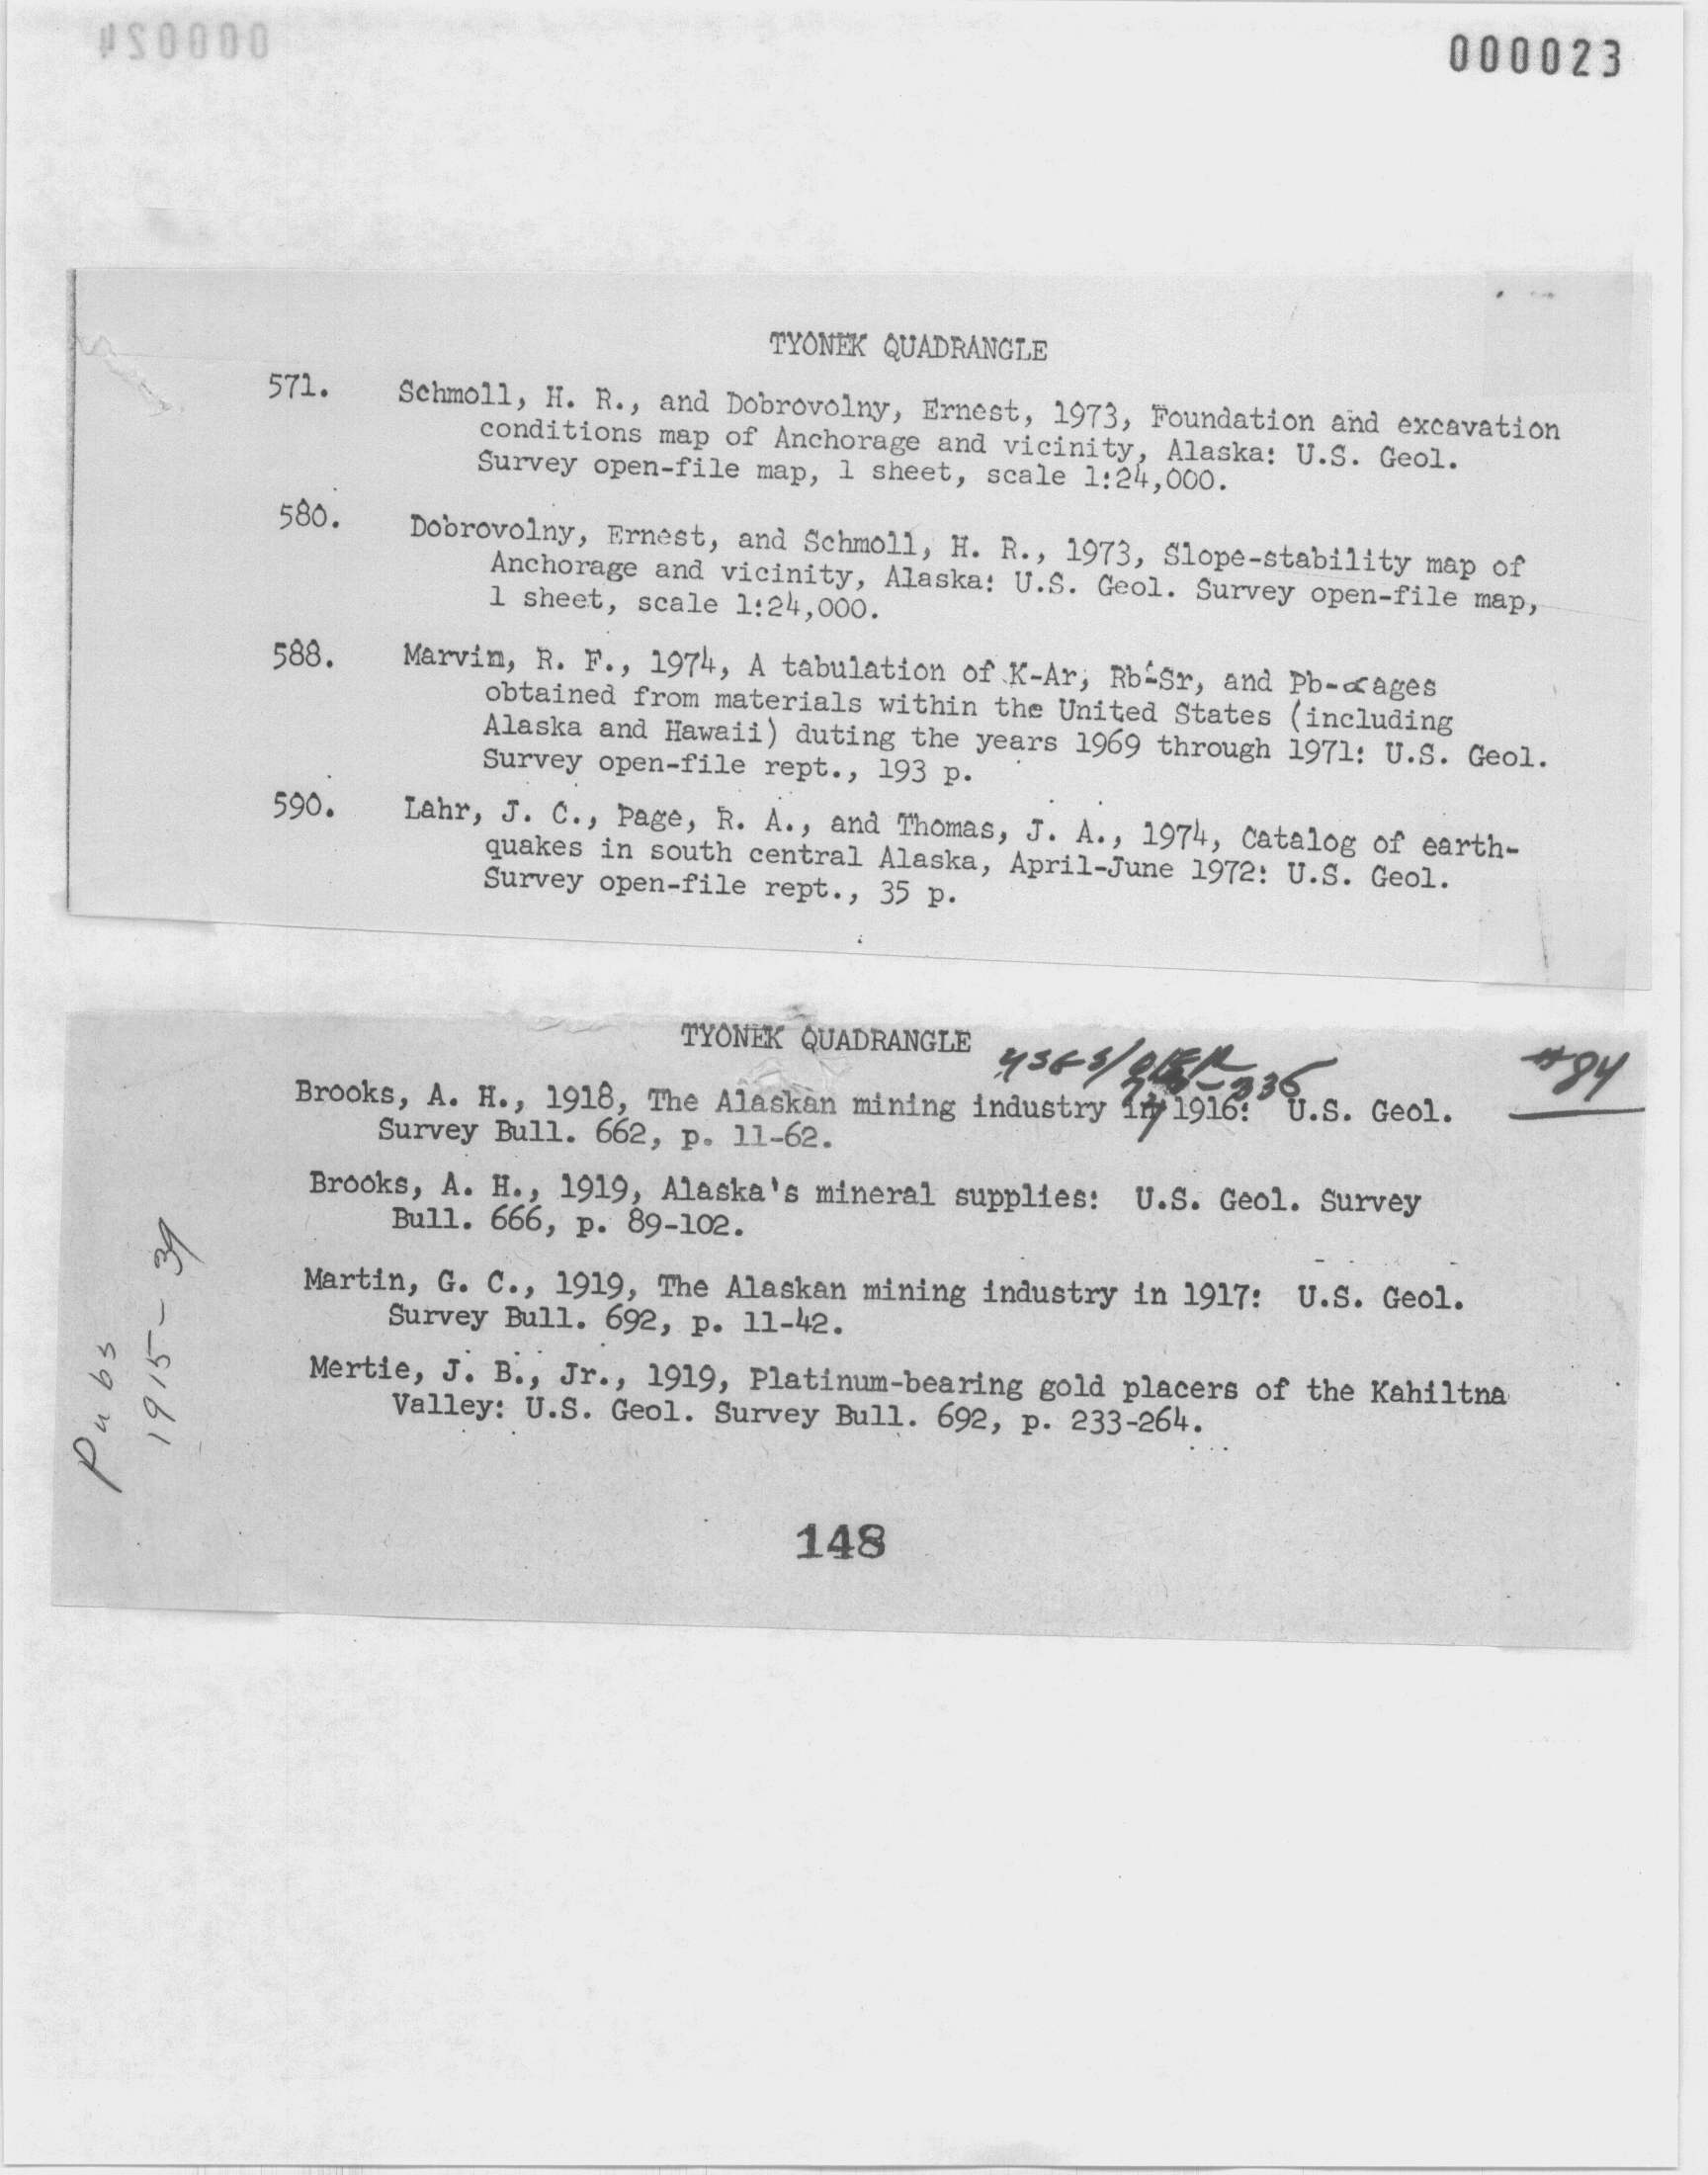 000023
000024
TYONEK QUADRANGLE
571. Schmoll, H. R., and Dobrovolny, Ernest, 1973, Foundation and excavation
conditions map of Anchorage and vicinity, Alaska: U.S. Geol.
Survey open-file map, 1 sheet, scale 1:24,000.
580. Dobrovolny, Ernest, and Schmoll, H. R., 1973, Slope-stability map of
Anchorage and vicinity, Alaska: U.S. Geol. Survey open-file map,
1 sheet, scale 1:24,000.
588. Marvin, R. F., 1974, A tabulation of K-Ar, Rb-Sr, and Pb-α ages
obtained from materials within the United States (including
Alaska and Hawaii) duting the years 1969 through 1971: U.S. Geol.
Survey open-file rept., 193 p.
590. Lahr, J. C., Page, R. A., and Thomas, J. A., 1974, Catalog of earth-
quakes in south central Alaska, April-June 1972: U.S. Geol.
Survey open-file rept., 35 p.
TYONEK QUADRANGLE
#84
Brooks, A. H., 1918, The Alaskan mining industry in 1916: U.S. Geol.
Survey Bull. 662, p. 11-62.
Brooks, A. H., 1919, Alaska's mineral supplies: U.S. Geol. Survey
Bull. 666, p. 89-102.
Martin, G. C., 1919, The Alaskan mining industry in 1917: U.S. Geol.
Survey Bull. 692, p. 11-42.
Mertie, J. B., Jr., 1919, Platinum-bearing gold placers of the Kahiltna
Valley: U.S. Geol. Survey Bull. 692, p. 233-264.
Pubs
1915-39
148